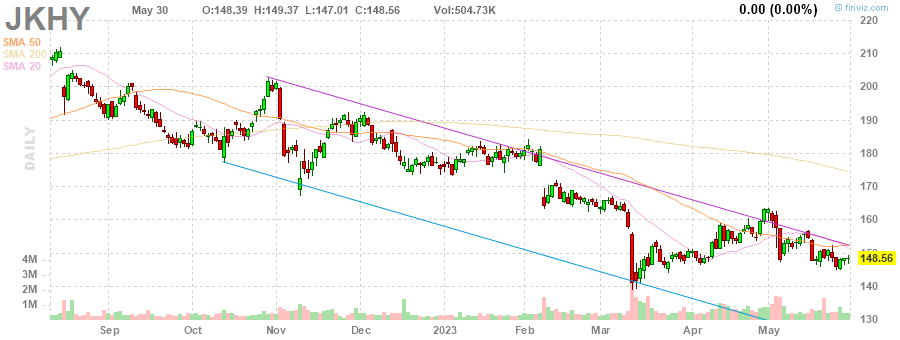 JKHY May 30 O:148.39 H:149.37 L:147.01 C:148.56 Vol:504.73K 0.00 (0.00%) finviz.com
SMA 50
SMA 200
SMA 20
DAILY
220
210
200
190
180
170
160
150
148.56
140
130
4M
3M
2M
1M
Sep Oct Nov Dec 2023 Feb Mar Apr May